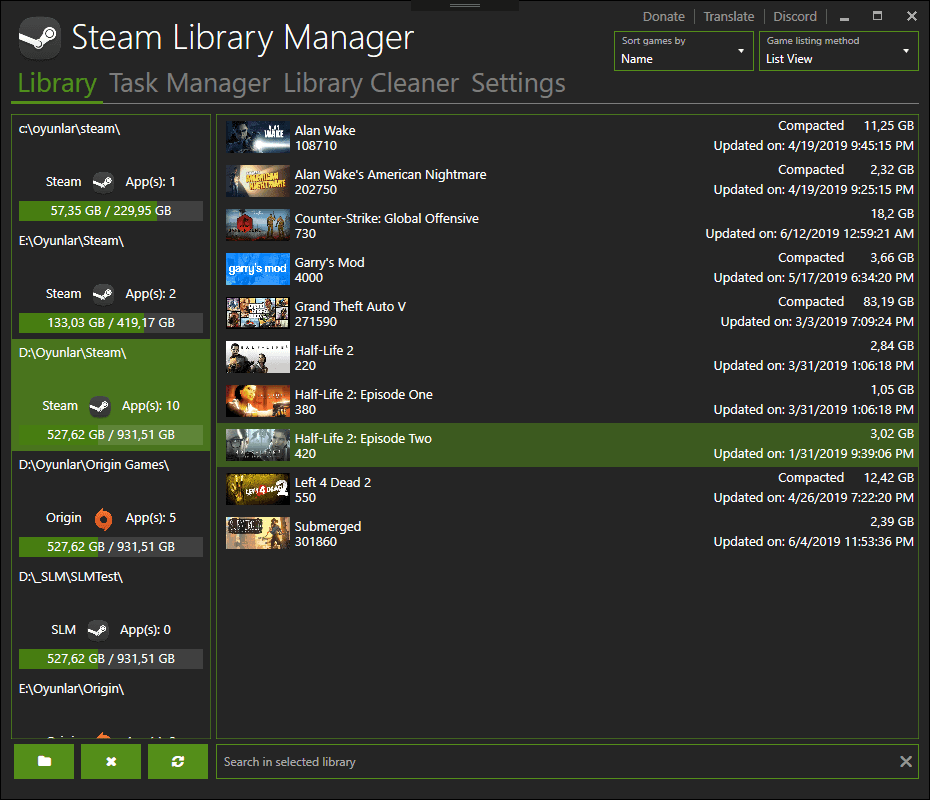 Donate Translate Discord
Steam Library Manager
Sort games by
Name
Game listing method
List View
Library Task Manager Library Cleaner Settings
c:\oyunlar\steam\
Steam App(s): 1
57,35 GB / 229,95 GB
E:\Oyunlar\Steam\
Steam App(s): 2
133,03 GB / 419,17 GB
D:\Oyunlar\Steam\
Steam App(s): 10
527,62 GB / 931,51 GB
D:\Oyunlar\Origin Games\
Origin App(s): 5
527,62 GB / 931,51 GB
D:\_SLM\SLMTest\
SLM App(s): 0
527,62 GB / 931,51 GB
E:\Oyunlar\Origin\
Alan Wake Compacted 11,25 GB
108710 Updated on: 4/19/2019 9:45:15 PM
Alan Wake's American Nightmare Compacted 2,32 GB
202750 Updated on: 4/19/2019 9:25:15 PM
Counter-Strike: Global Offensive 18,2 GB
730 Updated on: 6/12/2019 12:59:21 AM
garry's mod
Garry's Mod Compacted 3,66 GB
4000 Updated on: 5/17/2019 6:34:20 PM
Grand Theft Auto V Compacted 83,19 GB
271590 Updated on: 3/3/2019 7:09:24 PM
Half-Life 2 2,84 GB
220 Updated on: 3/31/2019 1:06:18 PM
Half-Life 2: Episode One 1,05 GB
380 Updated on: 3/31/2019 1:06:18 PM
Half-Life 2: Episode Two 3,02 GB
420 Updated on: 1/31/2019 9:39:06 PM
LEFT 4 DEAD 2
Left 4 Dead 2 Compacted 12,42 GB
550 Updated on: 4/26/2019 7:22:20 PM
Submerged 2,39 GB
301860 Updated on: 6/4/2019 11:53:36 PM
Search in selected library